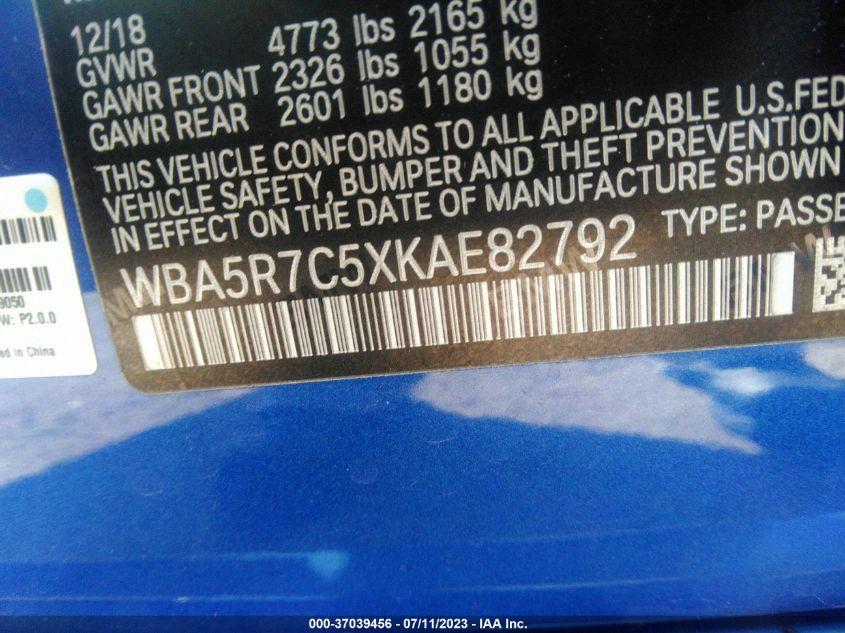 12/18
GVWR 4773 lbs 2165 kg
GAWR FRONT 2326 lbs 1055 kg
GAWR REAR 2601 lbs 1180 kg
THIS VEHICLE CONFORMS TO ALL APPLICABLE U.S.FED
VEHICLE SAFETY, BUMPER AND THEFT PREVENTION
IN EFFECT ON THE DATE OF MANUFACTURE SHOWN
WBA5R7C5XKAE82792 TYPE: PASSE
9050
W: P2.0.0
ed in China
000-37039456 - 07/11/2023 - IAA Inc.